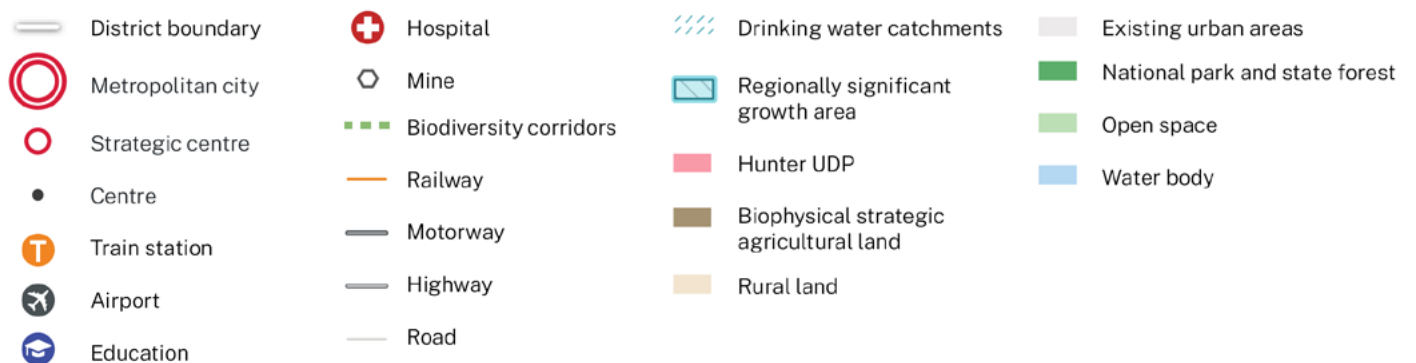 District boundary
Metropolitan city
Strategic centre
Centre
T
Train station
Airport
Education
Hospital
Mine
Biodiversity corridors
Railway
Motorway
Highway
Road
Drinking water catchments
Regionally significant
growth area
Hunter UDP
Biophysical strategic
agricultural land
Rural land
Existing urban areas
National park and state forest
Open space
Water body